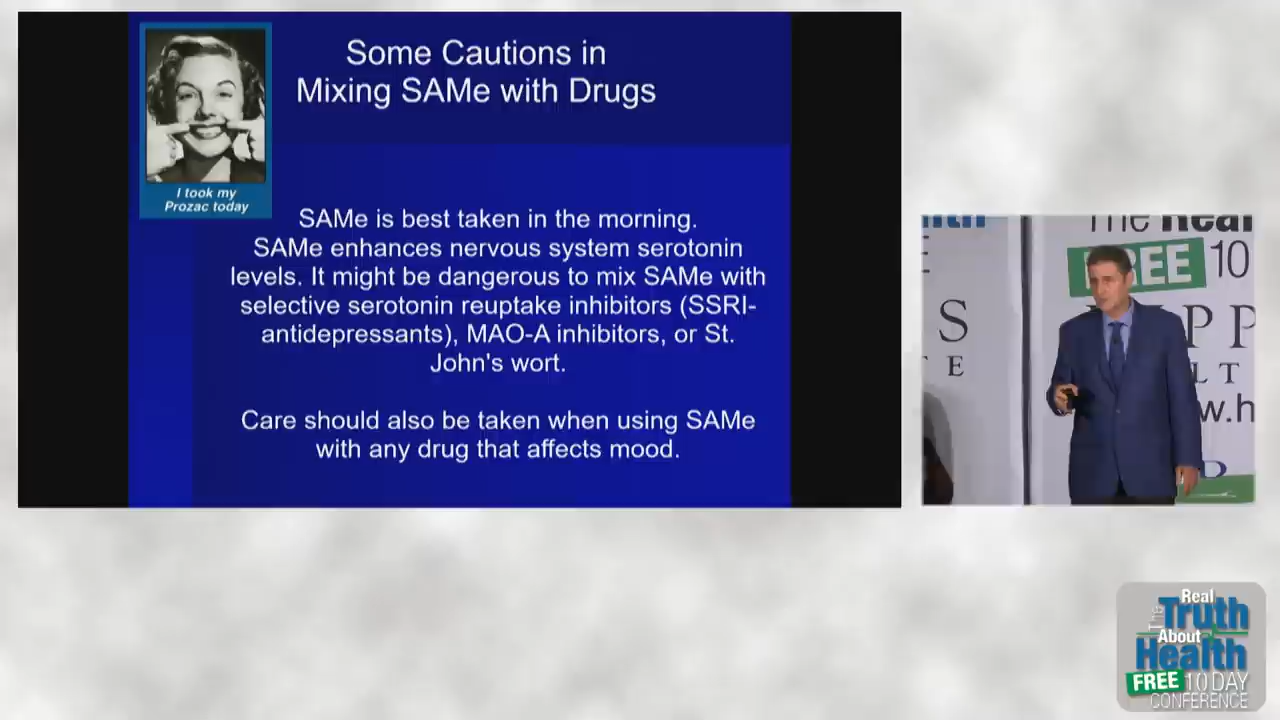 Some Cautions in
Mixing SAMe with Drugs
I took my
Prozac today
SAMe is best taken in the morning.
SAMe enhances nervous system serotonin
levels. It might be dangerous to mix SAMe with
selective serotonin reuptake inhibitors (SSRI-
antidepressants), MAO-A inhibitors, or St.
John's wort.
Care should also be taken when using SAMe
with any drug that affects mood.
The Real
FREE 10
S
E
P P
L T
w.h
Real
The Truth
About
Health
FREE 10 DAY
CONFERENCE